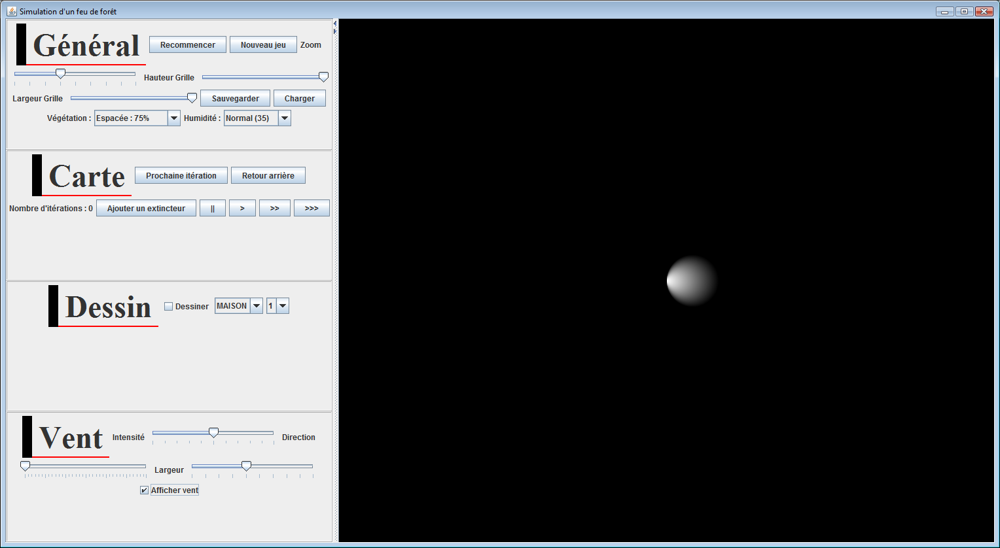 Simulation d'un feu de forêt
Général Recommencer Nouveau jeu Zoom
Hauteur Grille
Largeur Grille Sauvegarder Charger
Végétation : Espacée : 75% Humidité : Normal (35)
Carte Prochaine itération Retour arrière
Nombre d'itérations : 0 Ajouter un extincteur || > >> >>>
Dessin Dessiner MAISON 1
Vent Intensité Direction
Largeur
Afficher vent